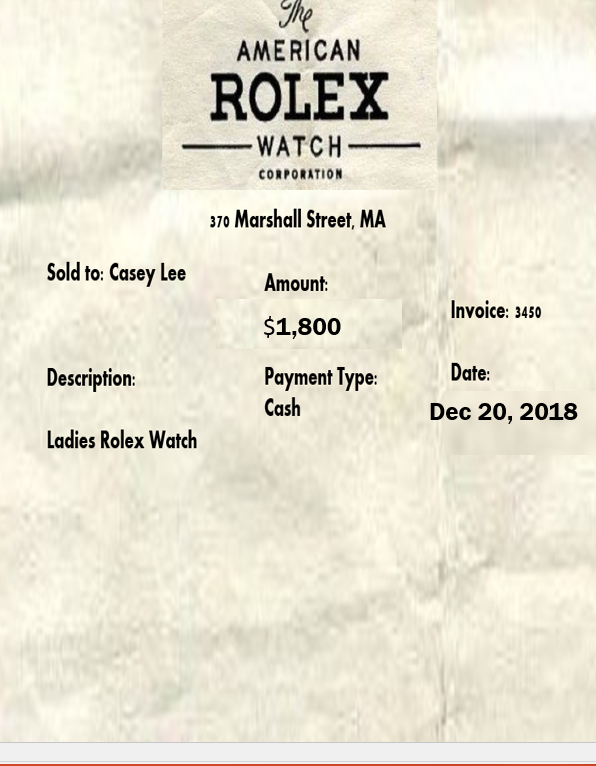 The
AMERICAN
ROLEX
WATCH
CORPORATION
370 Marshall Street, MA
Sold to: Casey Lee
Amount:
$1,800
Invoice: 3450
Description:
Payment Type:
Cash
Date:
Dec 20, 2018
Ladies Rolex Watch